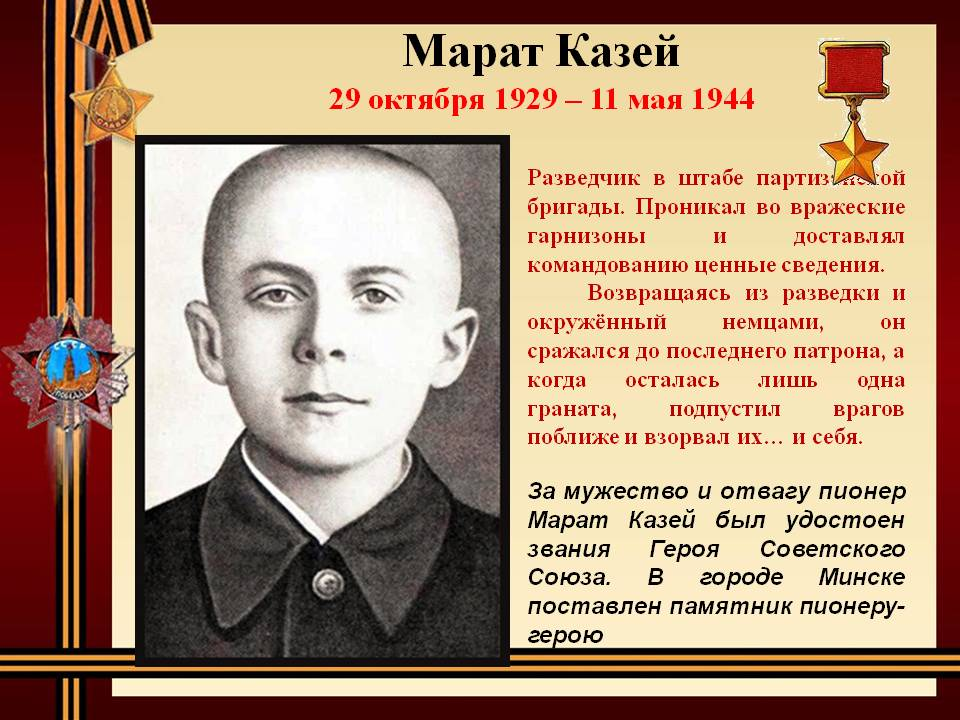 Марат Казей
29 октября 1929 – 11 мая 1944
Разведчик в штабе
бригады. Проникал во вражеские
гарнизоны и доставлял
командованию ценные сведения.
Возвращаясь из разведки и
окружённый немцами, он
сражался до последнего патрона, а
когда осталась лишь одна
граната, подпустил врагов
поближе и взорвал их… и себя.
За мужество и отвагу пионер
Марат Казей был удостоен
звания Героя Советского
Союза. В городе Минске
поставлен памятник пионеру-
герою
СССР
ПОБЕДА
СЛАВА